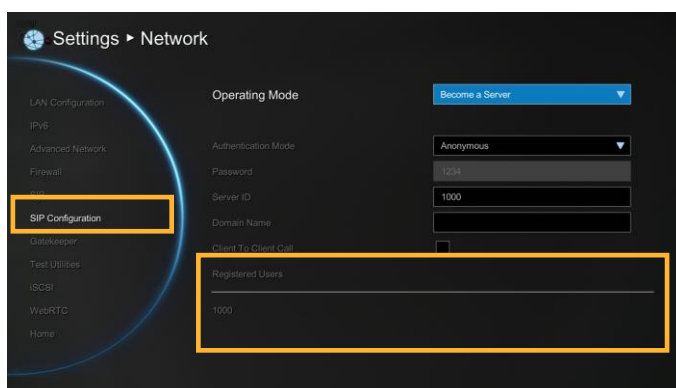 Settings ▸ Network
LAN Configuration
IPv6
Advanced Network
Firewall
SIP
SIP Configuration
Gatekeeper
Test Utilities
iSCSI
WebRTC
Home
Operating Mode Become a Server
Authentication Mode Anonymous
Password 1234
Server ID 1000
Domain Name
Client To Client Call
Registered Users
1000